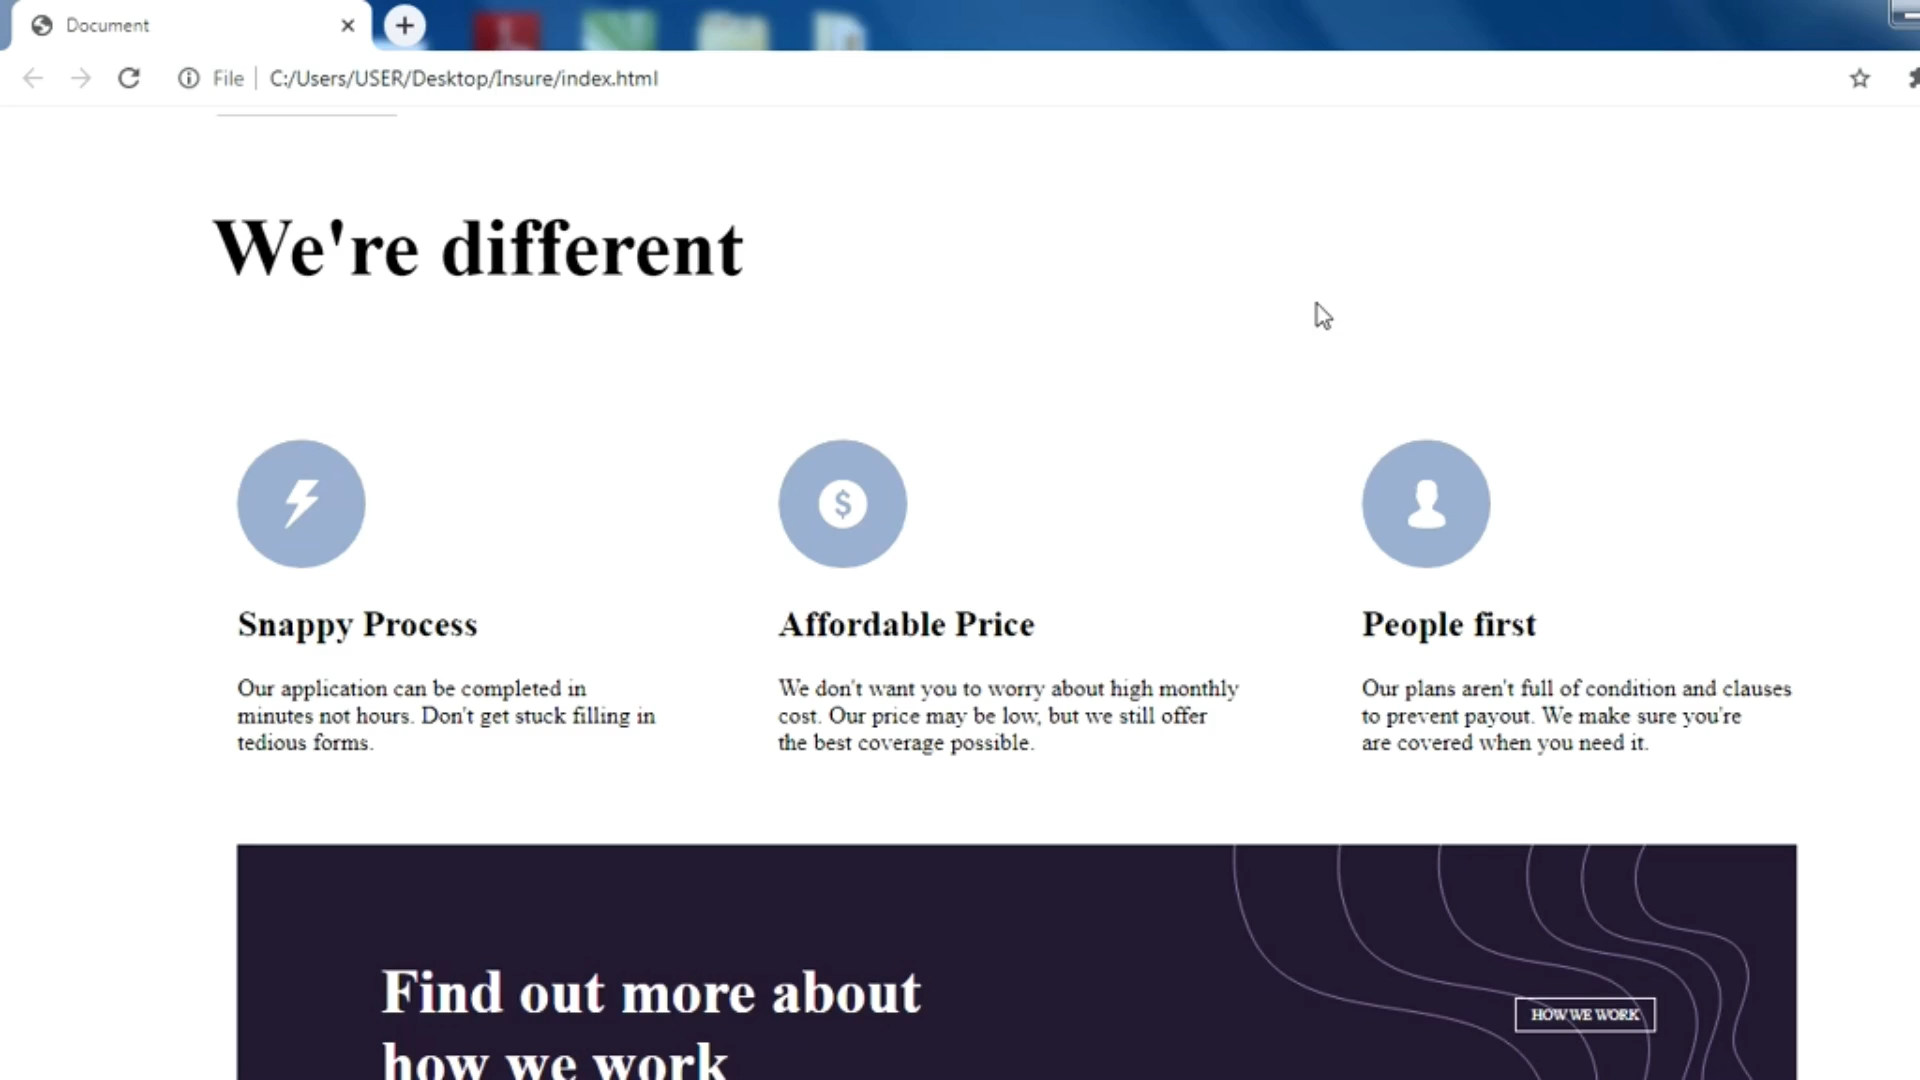 Document
File C:/Users/USER/Desktop/Insure/index.html
We're different
$
Snappy Process
Our application can be completed in
minutes not hours. Don't get stuck filling in
tedious forms.
Affordable Price
We don't want you to worry about high monthly
cost. Our price may be low, but we still offer
the best coverage possible.
People first
Our plans aren't full of condition and clauses
to prevent payout. We make sure you're
are covered when you need it.
Find out more about
how we work
HOW WE WORK